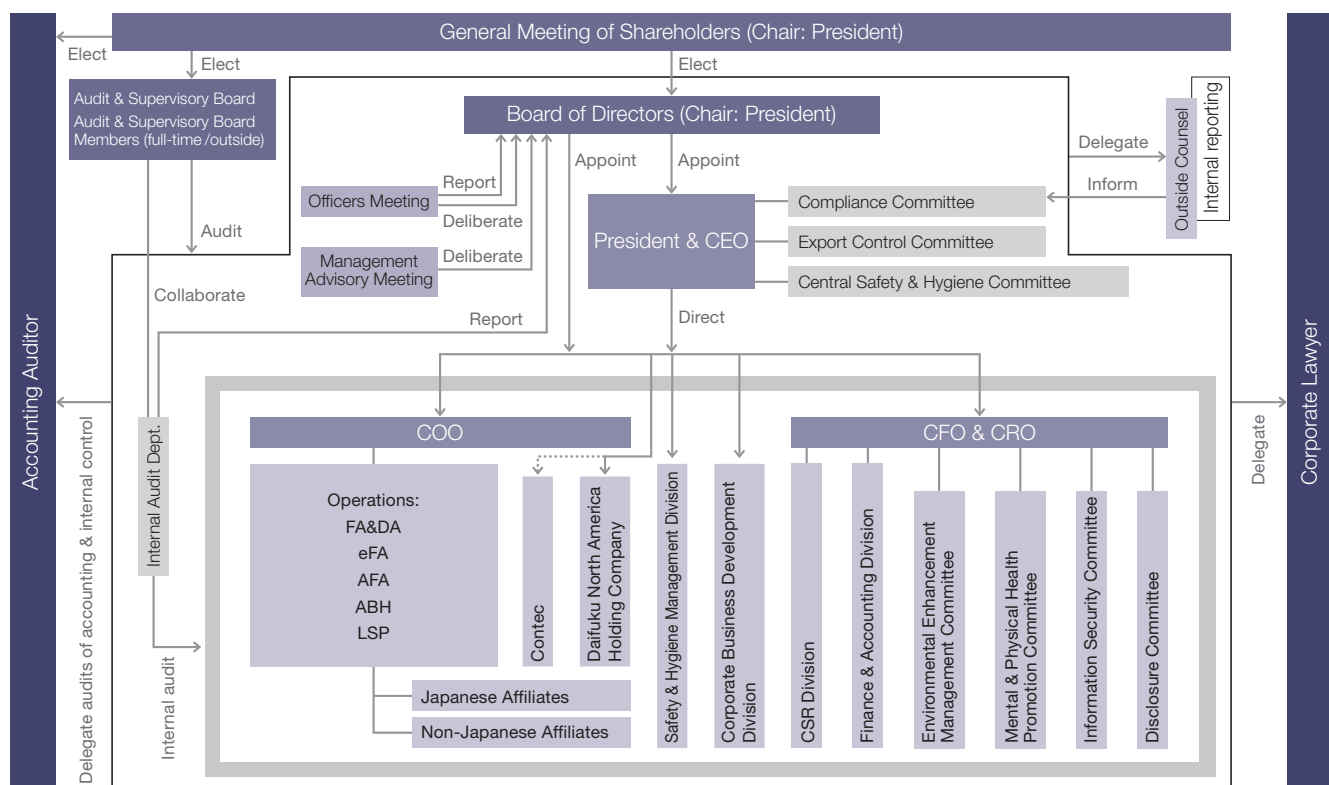 General Meeting of Shareholders (Chair: President)
Elect
Elect
Elect
Audit & Supervisory Board
Audit & Supervisory Board
Members (full-time/outside)
Board of Directors (Chair: President)
Internal reporting
Outside Counsel
Delegate
Inform
Appoint
Appoint
Report
Officers Meeting
Deliberate
Management
Advisory Meeting
Deliberate
President & CEO
Compliance Committee
Export Control Committee
Central Safety & Hygiene Committee
Audit
Collaborate
Report
Direct
Accounting Auditor
Corporate Lawyer
Delegate audits of accounting & internal control
Delegate
Internal Audit Dept.
Internal audit
COO
CFO & CRO
Operations:
FA&DA
eFA
AFA
ABH
LSP
Japanese Affiliates
Non-Japanese Affiliates
Contec
Daifuku North America
Holding Company
Safety & Hygiene Management Division
Corporate Business Development
Division
CSR Division
Finance & Accounting Division
Environmental Enhancement
Management Committee
Mental & Physical Health
Promotion Committee
Information Security Committee
Disclosure Committee